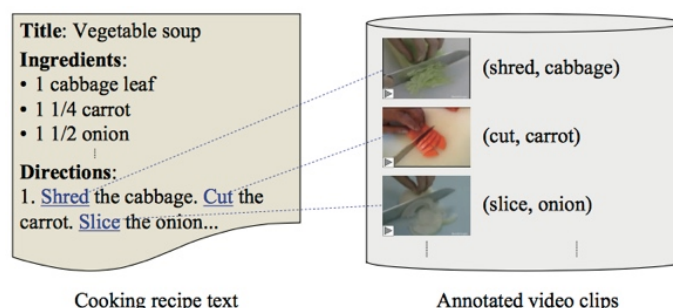 Title: Vegetable soup
Ingredients:
• 1 cabbage leaf
• 1 1/4 carrot
• 1 1/2 onion
Directions:
1. Shred the cabbage. Cut the
carrot. Slice the onion...
Cooking recipe text
(shred, cabbage)
(cut, carrot)
(slice, onion)
Annotated video clips